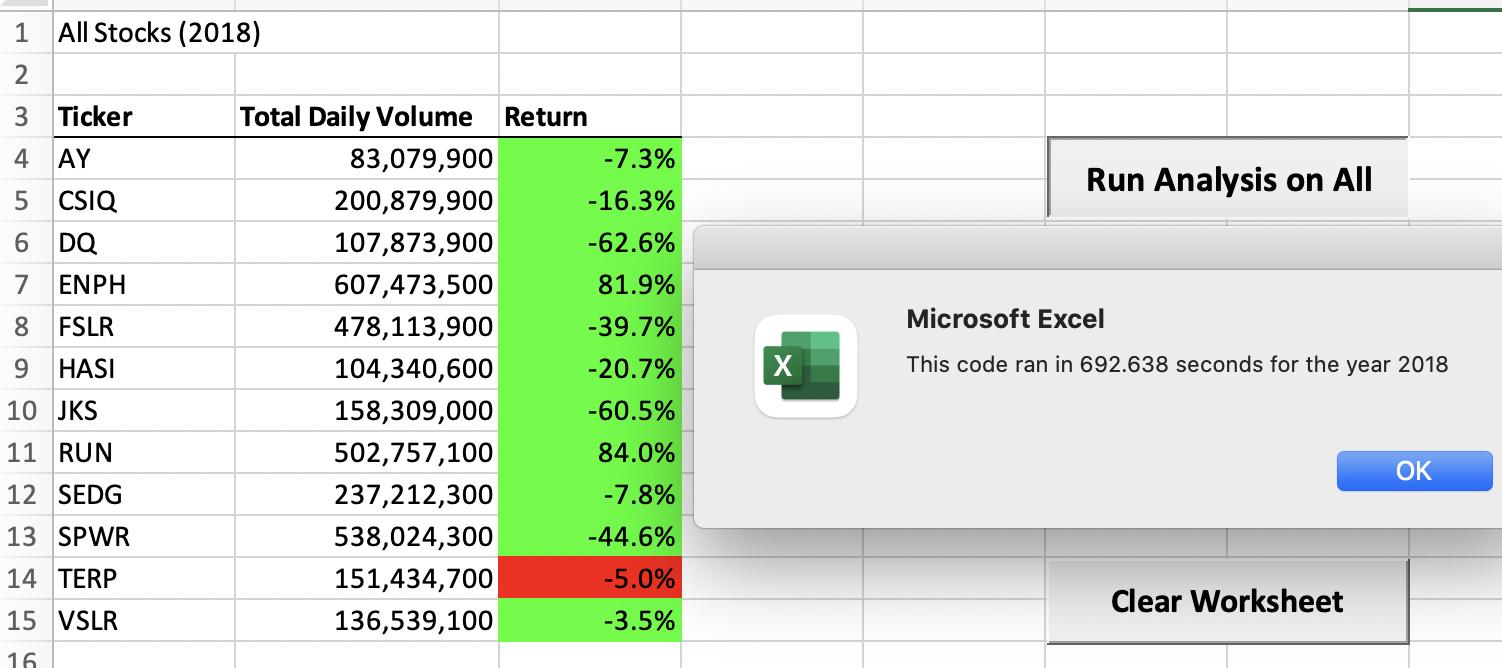 1 All Stocks (2018)
2
3 Ticker Total Daily Volume Return
4 AY 83,079,900 -7.3%
5 CSIQ 200,879,900 -16.3%
6 DQ 107,873,900 -62.6%
7 ENPH 607,473,500 81.9%
8 FSLR 478,113,900 -39.7%
9 HASI 104,340,600 -20.7%
10 JKS 158,309,000 -60.5%
11 RUN 502,757,100 84.0%
12 SEDG 237,212,300 -7.8%
13 SPWR 538,024,300 -44.6%
14 TERP 151,434,700 -5.0%
15 VSLR 136,539,100 -3.5%
16
Run Analysis on All
X
Microsoft Excel
This code ran in 692.638 seconds for the year 2018
OK
Clear Worksheet